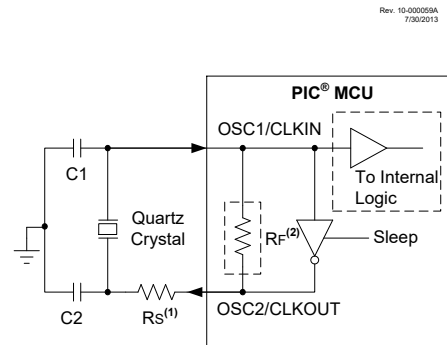 Rev. 10-000059A
7/30/2013
PIC® MCU
OSC1/CLKIN
C1
To Internal
Logic
Quartz
Crystal
RF(2)
Sleep
C2
RS(1)
OSC2/CLKOUT